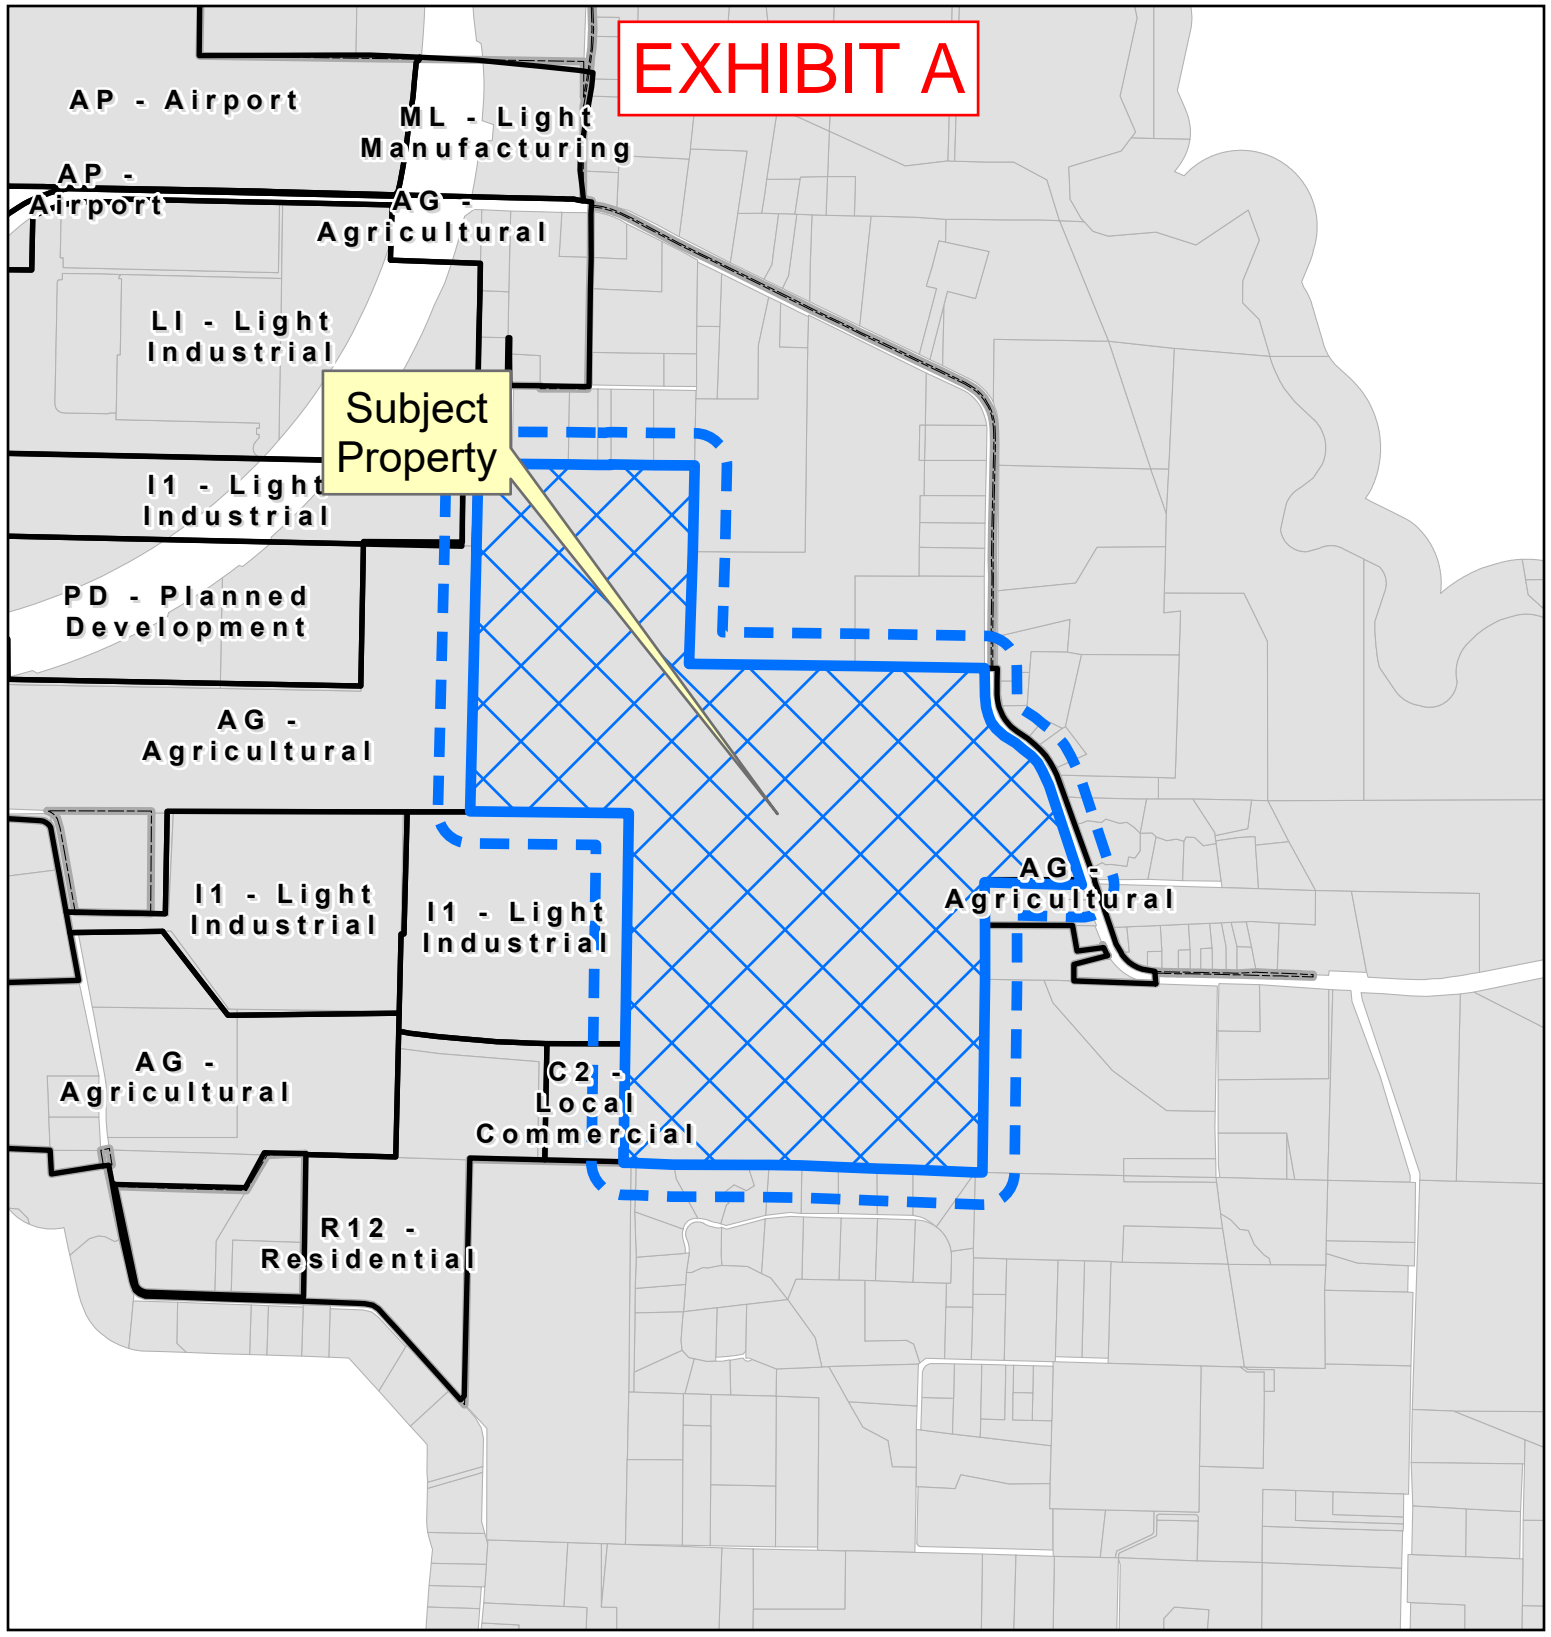 EXHIBIT A
AP - Airport
ML - Light
Manufacturing
AP -
Airport
AG -
Agricultural
LI - Light
Industrial
Subject
Property
I1 - Light
Industrial
PD - Planned
Development
AG -
Agricultural
I1 - Light
Industrial
I1 - Light
Industrial
AG -
Agricultural
AG -
Agricultural
C2 -
Local
Commercial
R12 -
Residential